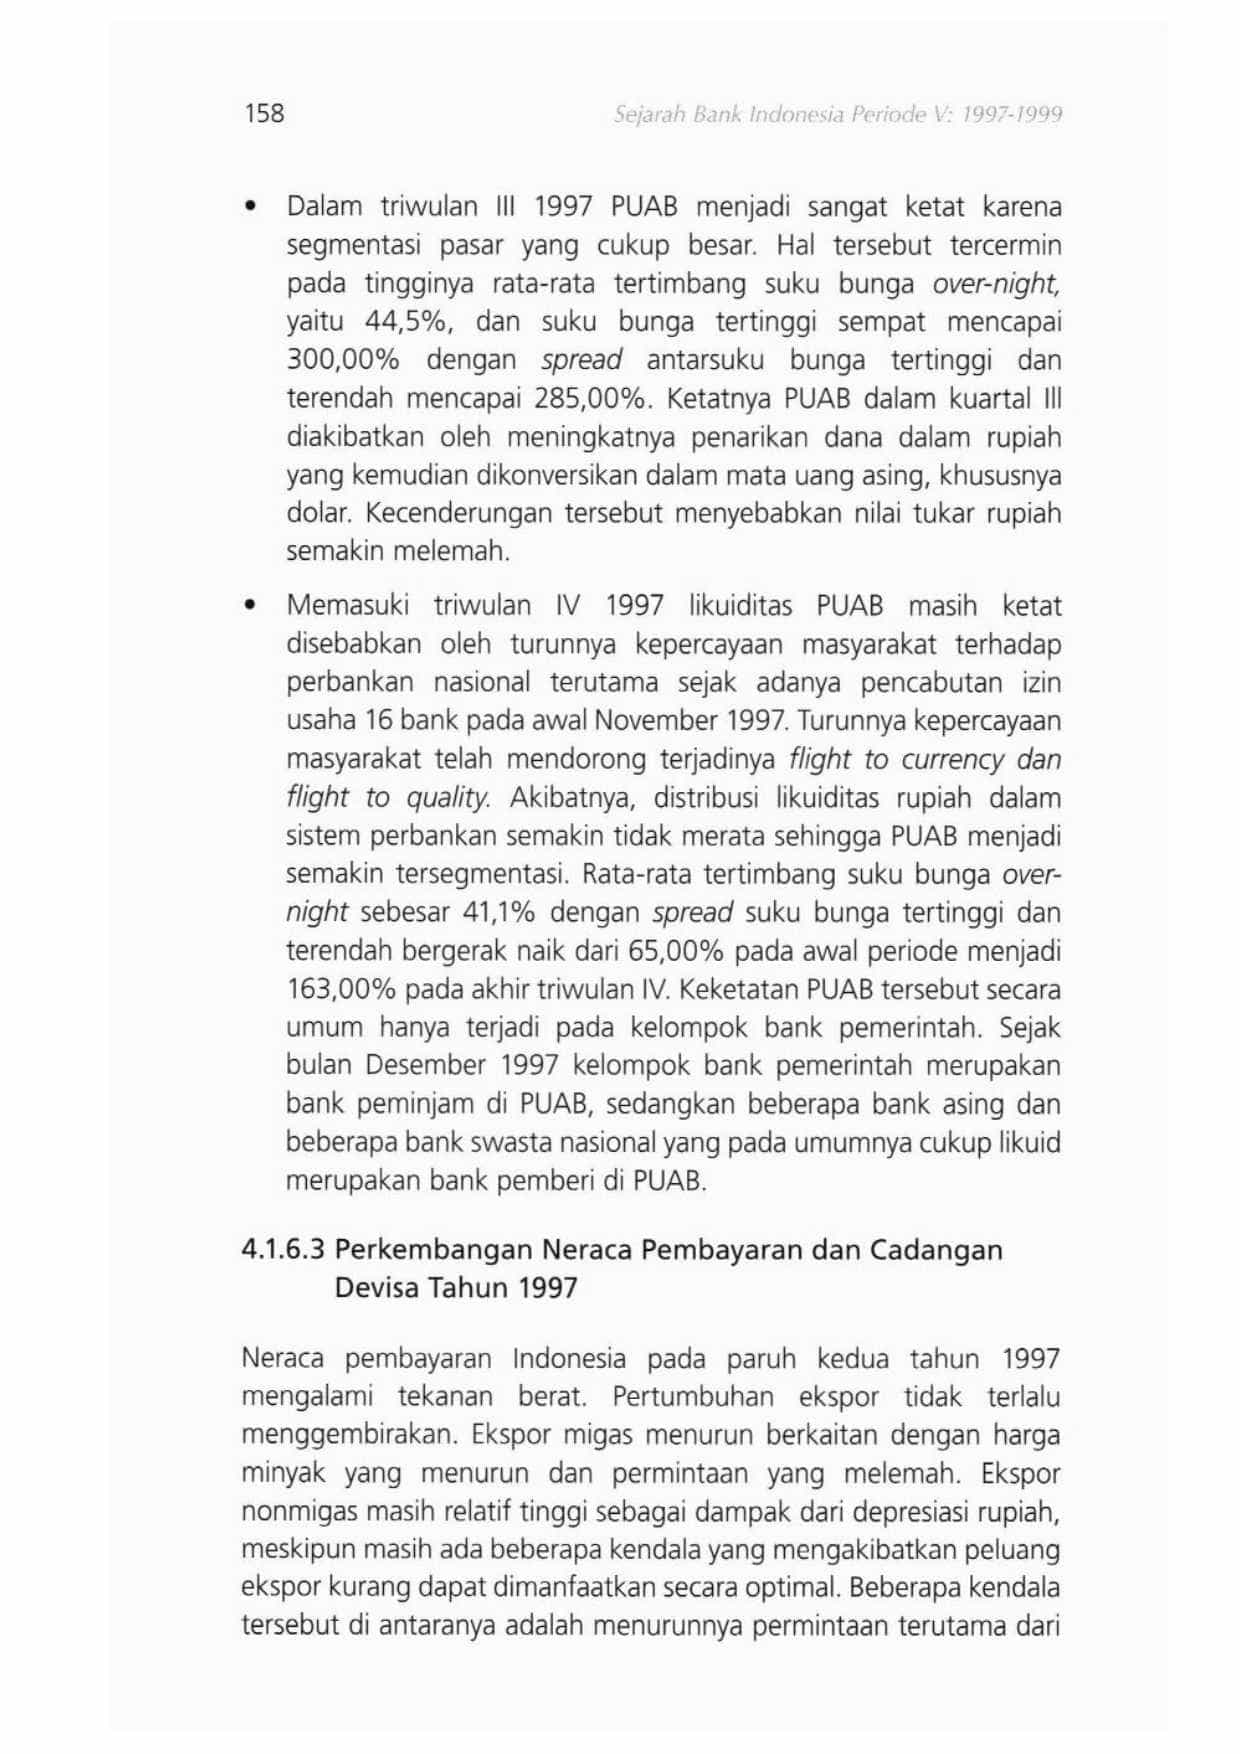 158
Sejarah Bank Indonesia Periode V: 1997-1999
• Dalam triwulan III 1997 PUAB menjadi sangat ketat karena
segmentasi pasar yang cukup besar. Hal tersebut tercermin
pada tingginya rata-rata tertimbang suku bunga over-night,
yaitu 44,5%, dan suku bunga tertinggi sempat mencapai
300,00% dengan spread antarsuku bunga tertinggi dan
terendah mencapai 285,00%. Ketatnya PUAB dalam kuartal III
diakibatkan oleh meningkatnya penarikan dana dalam rupiah
yang kemudian dikonversikan dalam mata uang asing, khususnya
dolar. Kecenderungan tersebut menyebabkan nilai tukar rupiah
semakin melemah.
• Memasuki triwulan IV 1997 likuiditas PUAB masih ketat
disebabkan oleh turunnya kepercayaan masyarakat terhadap
perbankan nasional terutama sejak adanya pencabutan izin
usaha 16 bank pada awal November 1997. Turunnya kepercayaan
masyarakat telah mendorong terjadinya flight to currency dan
flight to quality. Akibatnya, distribusi likuiditas rupiah dalam
sistem perbankan semakin tidak merata sehingga PUAB menjadi
semakin tersegmentasi. Rata-rata tertimbang suku bunga over-
night sebesar 41,1% dengan spread suku bunga tertinggi dan
terendah bergerak naik dari 65,00% pada awal periode menjadi
163,00% pada akhir triwulan IV. Keketatan PUAB tersebut secara
umum hanya terjadi pada kelompok bank pemerintah. Sejak
bulan Desember 1997 kelompok bank pemerintah merupakan
bank peminjam di PUAB, sedangkan beberapa bank asing dan
beberapa bank swasta nasional yang pada umumnya cukup likuid
merupakan bank pemberi di PUAB.
4.1.6.3 Perkembangan Neraca Pembayaran dan Cadangan
Devisa Tahun 1997
Neraca pembayaran Indonesia pada paruh kedua tahun 1997
mengalami tekanan berat. Pertumbuhan ekspor tidak terlalu
menggembirakan. Ekspor migas menurun berkaitan dengan harga
minyak yang menurun dan permintaan yang melemah. Ekspor
nonmigas masih relatif tinggi sebagai dampak dari depresiasi rupiah,
meskipun masih ada beberapa kendala yang mengakibatkan peluang
ekspor kurang dapat dimanfaatkan secara optimal. Beberapa kendala
tersebut di antaranya adalah menurunnya permintaan terutama dari